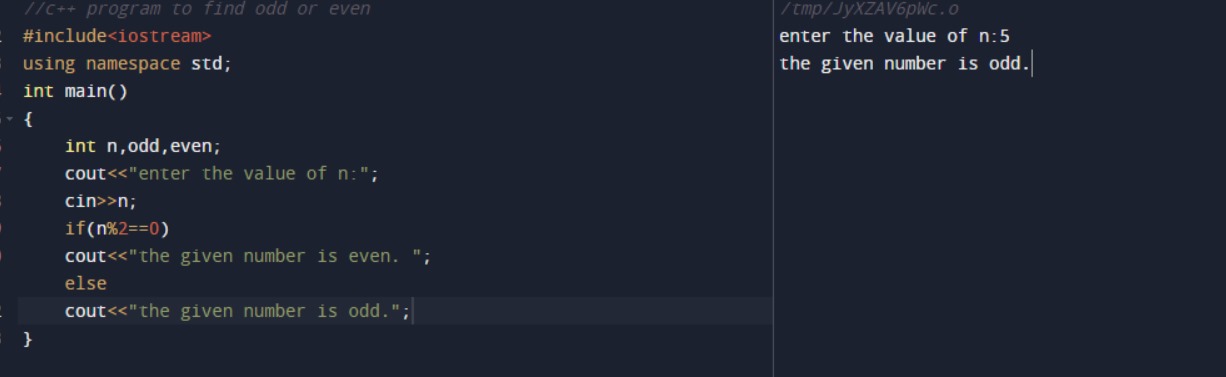 //c++ program to find odd or even
#include<iostream>
using namespace std;
int main()
{
    int n,odd,even;
    cout<<"enter the value of n:";
    cin>>n;
    if(n%2==0)
    cout<<"the given number is even. ";
    else
    cout<<"the given number is odd.";
}
/tmp/JyXZAV6pWc.o
enter the value of n:5
the given number is odd.